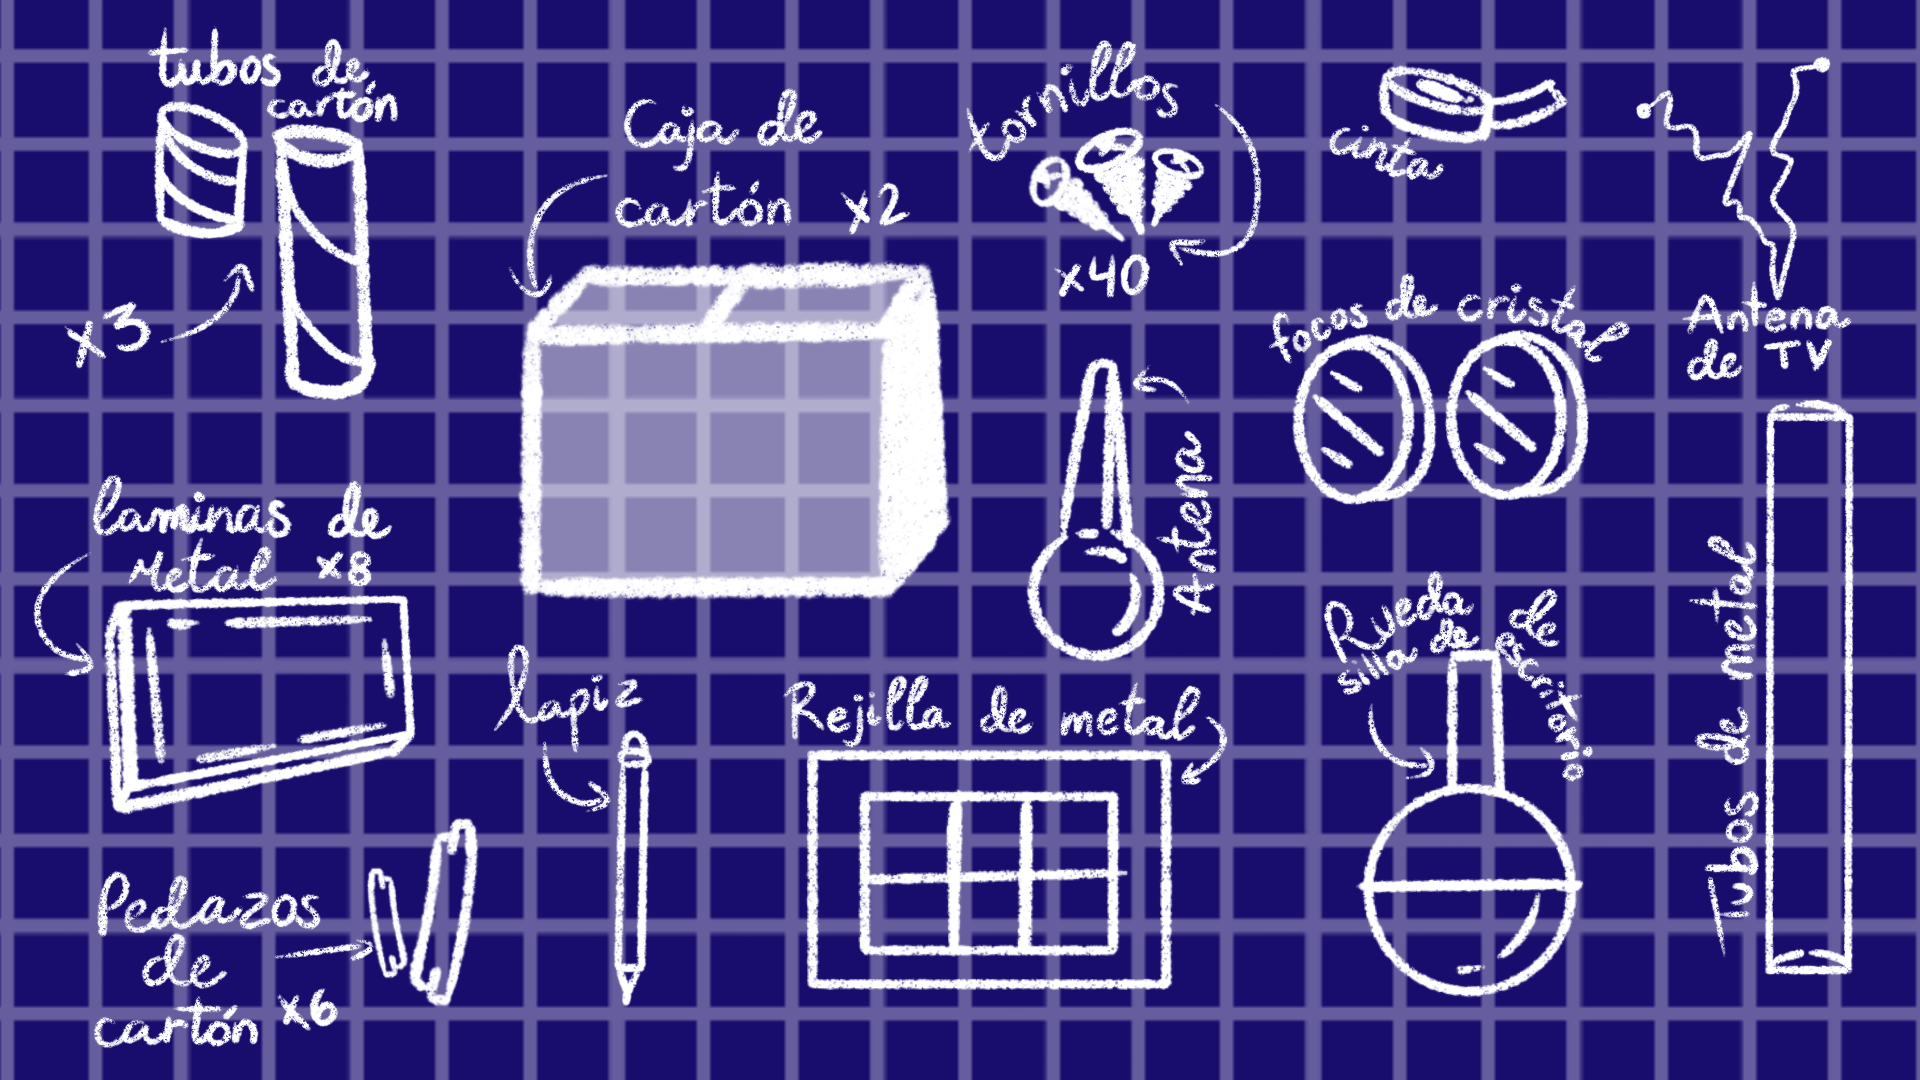 tubos de
cartón
x3
Caja de
cartón x2
tornillos
x40
cinta
Antena
de TV
focos de cristal
Antena
laminas de
Metal x8
lapiz
Rejilla de metal
Rueda de
silla de escritorio
Tubos de metal
Pedazos
de
cartón x6